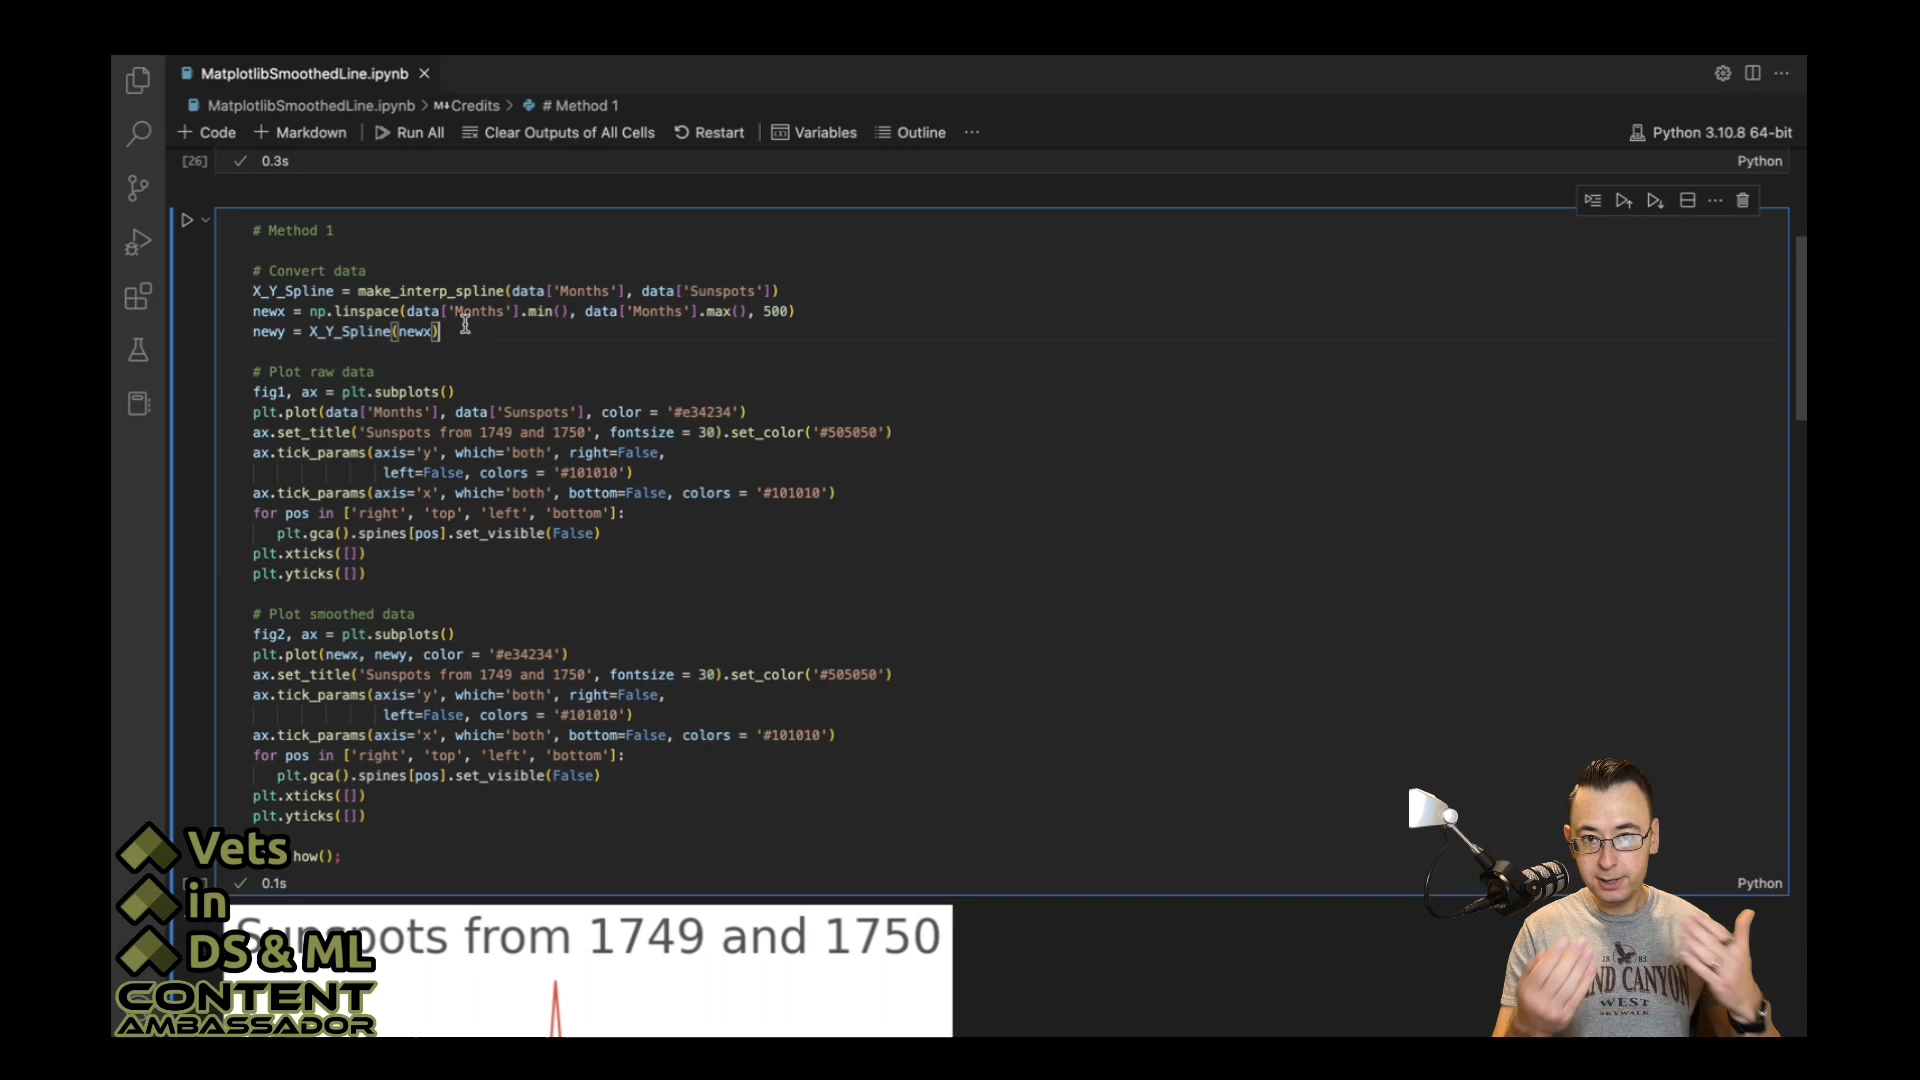 MatplotlibSmoothedLine.ipynb
MatplotlibSmoothedLine.ipynb > M↓Credits > # Method 1
+ Code + Markdown Run All Clear Outputs of All Cells Restart Variables Outline ... Python 3.10.8 64-bit
[26] 0.3s Python
# Method 1
# Convert data
X_Y_Spline = make_interp_spline(data['Months'], data['Sunspots'])
newx = np.linspace(data['Months'].min(), data['Months'].max(), 500)
newy = X_Y_Spline(newx)
# Plot raw data
fig1, ax = plt.subplots()
plt.plot(data['Months'], data['Sunspots'], color = '#e34234')
ax.set_title('Sunspots from 1749 and 1750', fontsize = 30).set_color('#505050')
ax.tick_params(axis='y', which='both', right=False,
left=False, colors = '#101010')
ax.tick_params(axis='x', which='both', bottom=False, colors = '#101010')
for pos in ['right', 'top', 'left', 'bottom']:
plt.gca().spines[pos].set_visible(False)
plt.xticks([])
plt.yticks([])
# Plot smoothed data
fig2, ax = plt.subplots()
plt.plot(newx, newy, color = '#e34234')
ax.set_title('Sunspots from 1749 and 1750', fontsize = 30).set_color('#505050')
ax.tick_params(axis='y', which='both', right=False,
left=False, colors = '#101010')
ax.tick_params(axis='x', which='both', bottom=False, colors = '#101010')
for pos in ['right', 'top', 'left', 'bottom']:
plt.gca().spines[pos].set_visible(False)
plt.xticks([])
plt.yticks([])
how();
0.1s Python
Sunspots from 1749 and 1750
Vets
in
DS & ML
CONTENT
AMBASSADOR
18 83
ND CANYON
WEST
SKYWALK